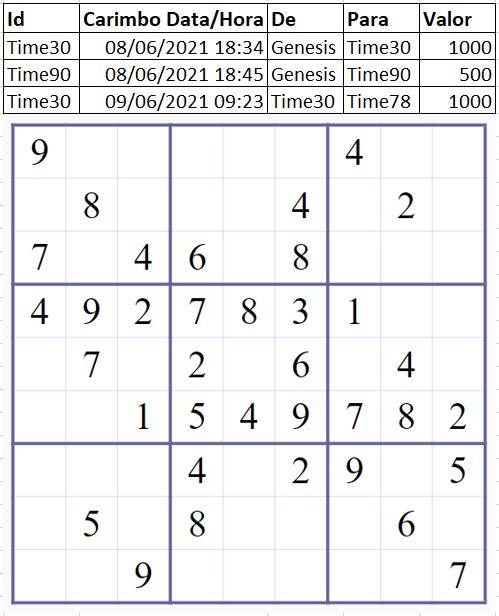 Id Carimbo Data/Hora De Para Valor
Time30 08/06/2021 18:34 Genesis Time30 1000
Time90 08/06/2021 18:45 Genesis Time90 500
Time30 09/06/2021 09:23 Time30 Time78 1000
9 4
8 4 2
7 4 6 8
4 9 2 7 8 3 1
7 2 6 4
1 5 4 9 7 8 2
4 2 9 5
5 8 6
9 7